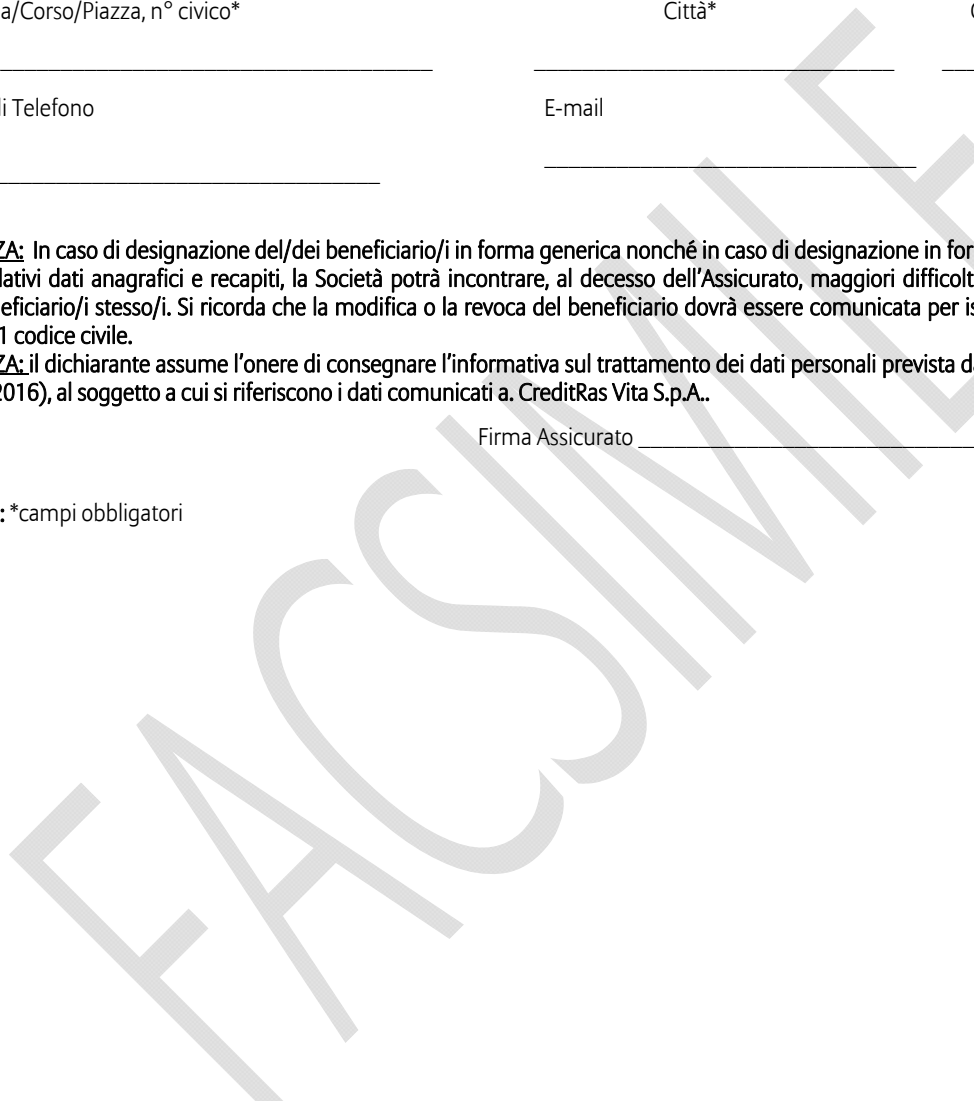 a/Corso/Piazza, n° civico* Città*
li Telefono E-mail
ZA: In caso di designazione del/dei beneficiario/i in forma generica nonché in caso di designazione in for
lativi dati anagrafici e recapiti, la Società potrà incontrare, al decesso dell'Assicurato, maggiori difficolt
eficiario/i stesso/i. Si ricorda che la modifica o la revoca del beneficiario dovrà essere comunicata per is
1 codice civile.
ZA: il dichiarante assume l'onere di consegnare l'informativa sul trattamento dei dati personali prevista da
2016), al soggetto a cui si riferiscono i dati comunicati a. CreditRas Vita S.p.A..
Firma Assicurato ____________________________
: *campi obbligatori
FACSIMILE